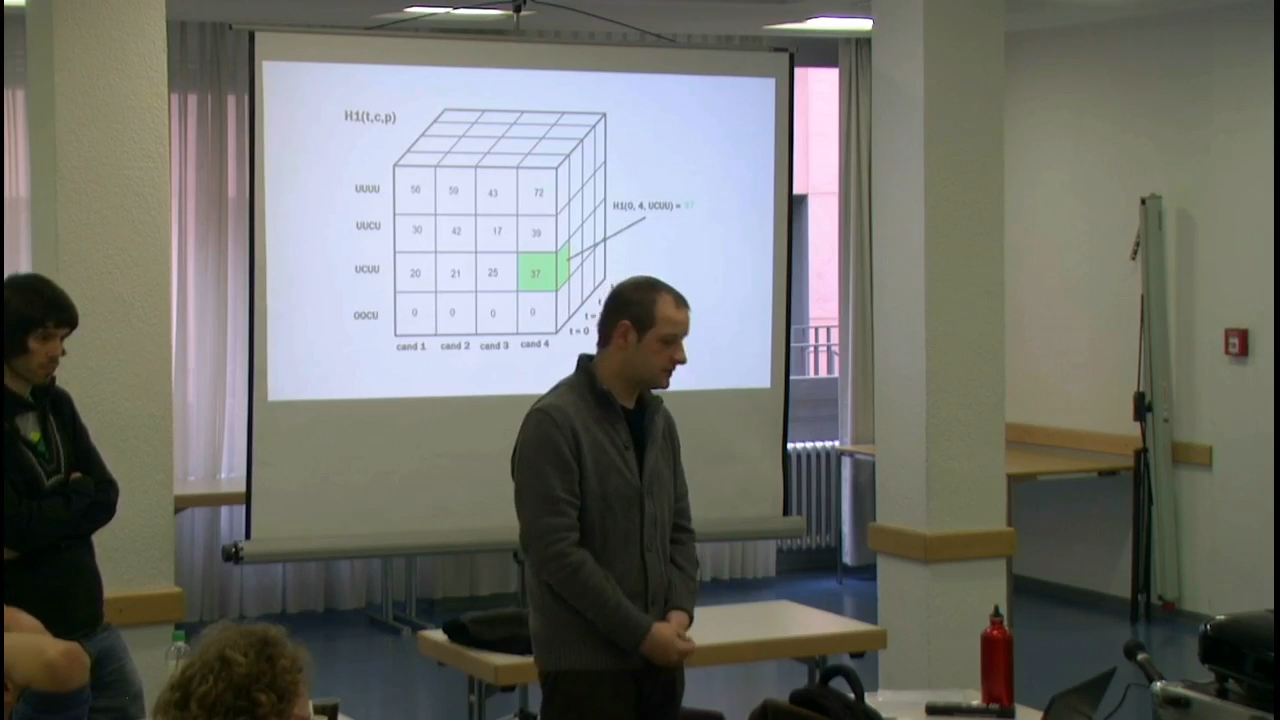 H1(t,c,p)
UUUU 56 59 43 72
H1(0, 4, UCUU) = 37
UUCU 30 42 17 39
UCUU 20 21 25 37
OOCU 0 0 0 0
t =
t = 0
cand 1 cand 2 cand 3 cand 4